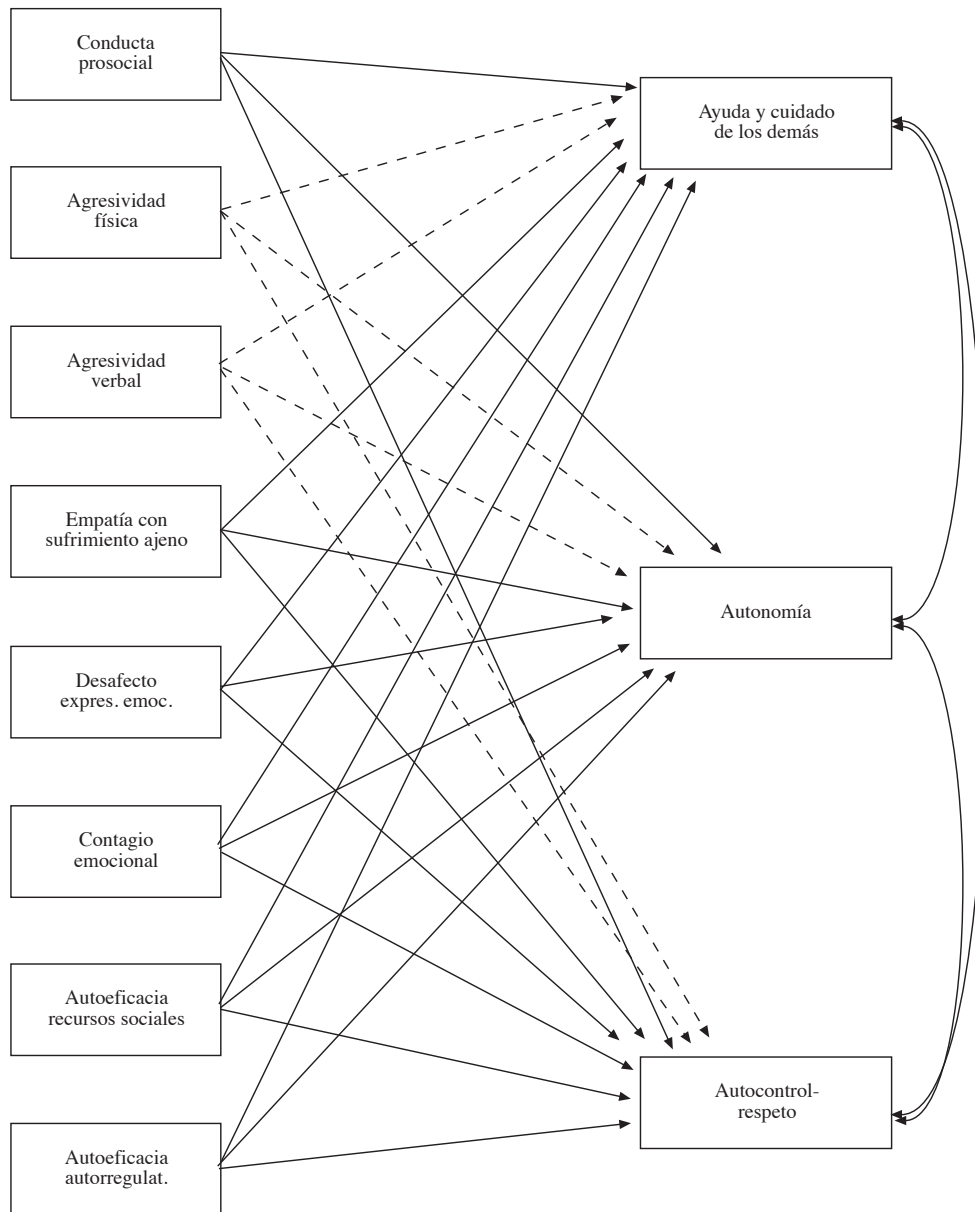 Conducta
prosocial
Agresividad
física
Agresividad
verbal
Empatía con
sufrimiento ajeno
Desafecto
expres. emoc.
Contagio
emocional
Autoeficacia
recursos sociales
Autoeficacia
autorregulat.
Ayuda y cuidado
de los demás
Autonomía
Autocontrol-
respeto